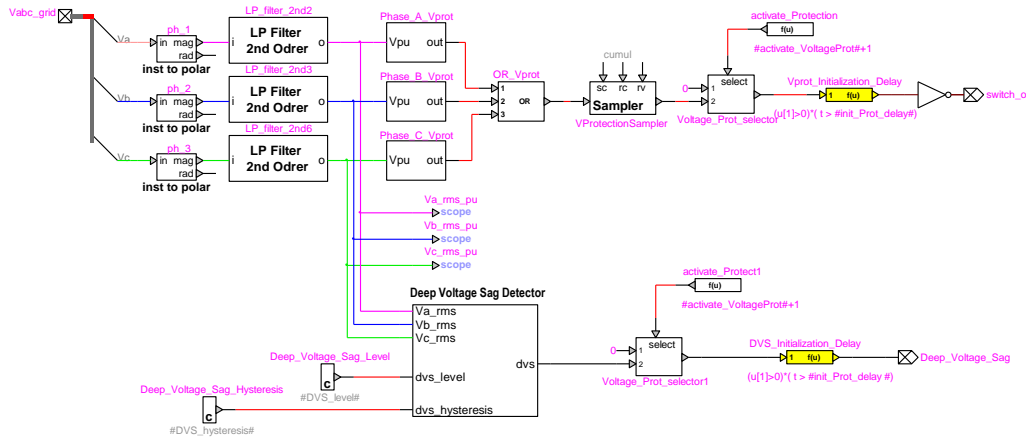 Vabc_grid
Va
ph_1
in mag
rad
inst to polar
LP_filter_2nd2
i
LP Filter
2nd Odrer
o
Phase_A_Vprot
Vpu out
Vb
ph_2
in mag
rad
inst to polar
LP_filter_2nd3
i
LP Filter
2nd Odrer
o
Phase_B_Vprot
Vpu out
Vc
ph_3
in mag
rad
inst to polar
LP_filter_2nd6
i
LP Filter
2nd Odrer
o
Phase_C_Vprot
Vpu out
OR_Vprot
1
2
3
OR
cumul
sc rc rv
Sampler
VProtectionSampler
activate_Protection
f(u)
#activate_VoltageProt#+1
0
select
1
2
Voltage_Prot_selector
Vprot_Initialization_Delay
1 f(u)
(u[1]>0)*( t > #init_Prot_delay#)
switch_o
Va_rms_pu
scope
Vb_rms_pu
scope
Vc_rms_pu
scope
Deep Voltage Sag Detector
Va_rms
Vb_rms
Vc_rms
dvs_level
dvs_hysteresis
dvs
Deep_Voltage_Sag_Level
C
#DVS_level#
Deep_Voltage_Sag_Hysteresis
C
#DVS_hysteresis#
activate_Protect1
f(u)
#activate_VoltageProt#+1
0
select
1
2
Voltage_Prot_selector1
DVS_Initialization_Delay
1 f(u)
(u[1]>0)*( t > #init_Prot_delay #)
Deep_Voltage_Sag